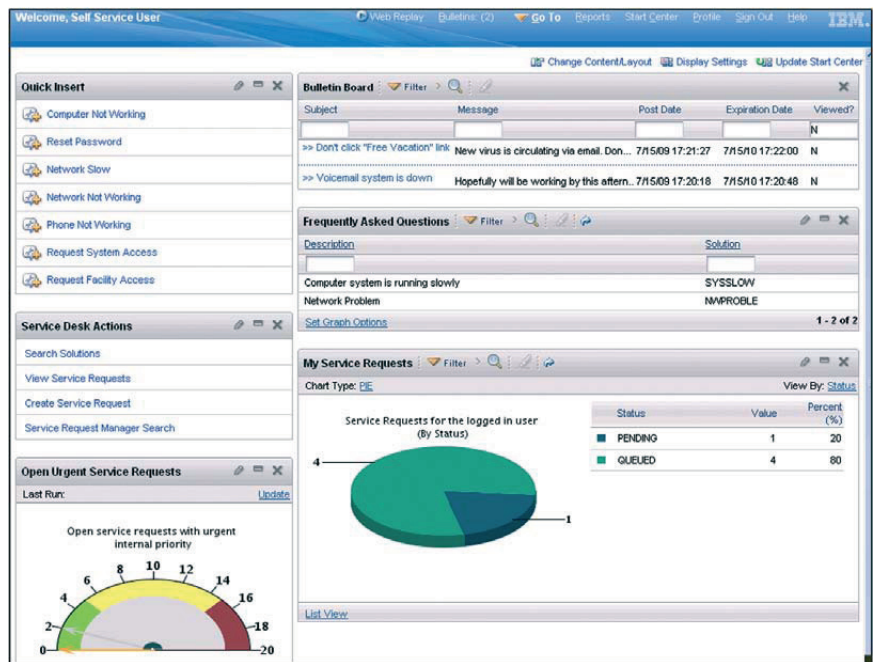 Welcome, Self Service User
Web Replay Bulletins: (2) Go To Reports Start Center Profile Sign Out Help IBM.
Change Content/Layout Display Settings Update Start Center
Quick Insert
Computer Not Working
Reset Password
Network Slow
Network Not Working
Phone Not Working
Request System Access
Request Facility Access
Service Desk Actions
Search Solutions
View Service Requests
Create Service Request
Service Request Manager Search
Open Urgent Service Requests
Last Run: Update
Open service requests with urgent
internal priority
0 2 4 6 8 10 12 14 16 18 20
Bulletin Board Filter
Subject Message Post Date Expiration Date Viewed?
N
>> Don't click "Free Vacation" link New virus is circulating via email. Don... 7/15/09 17:21:27 7/15/10 17:22:00 N
>> Voicemail system is down Hopefully will be working by this aftern... 7/15/09 17:20:18 7/15/10 17:20:48 N
Frequently Asked Questions Filter
Description Solution
Computer system is running slowly SYSSLOW
Network Problem NWPROBLE
Set Graph Options 1 - 2 of 2
My Service Requests Filter
Chart Type: PIE View By: Status
Service Requests for the logged in user
(By Status)
4
1
Status Value Percent
(%)
PENDING 1 20
QUEUED 4 80
List View